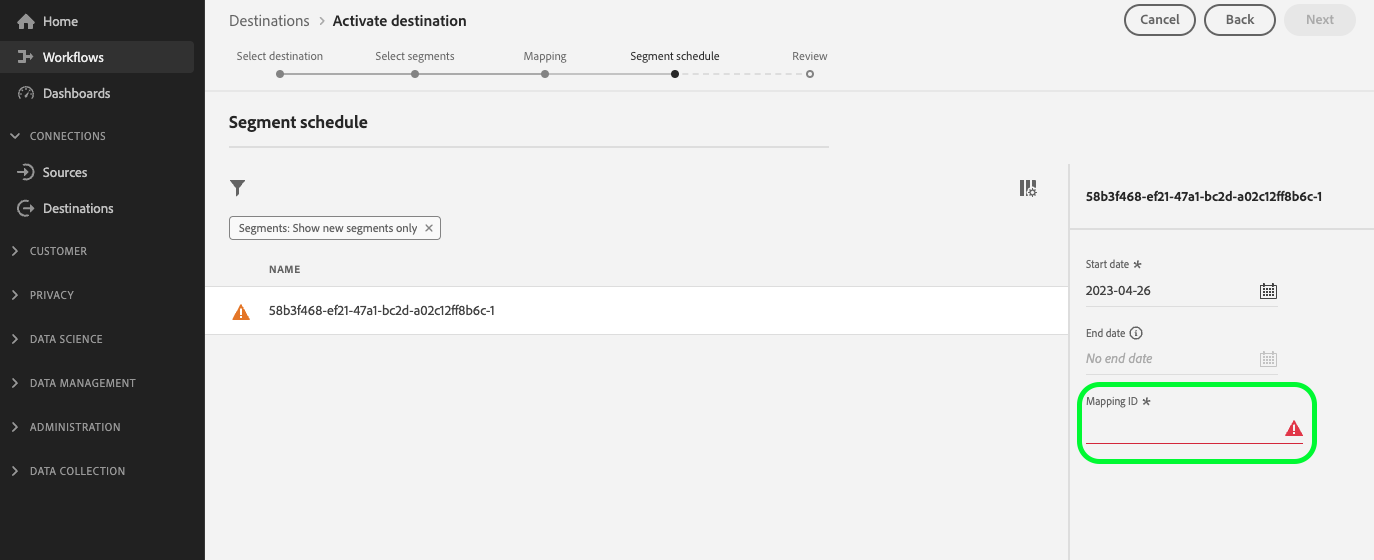 Home
Workflows
Dashboards
CONNECTIONS
Sources
Destinations
CUSTOMER
PRIVACY
DATA SCIENCE
DATA MANAGEMENT
ADMINISTRATION
DATA COLLECTION
Destinations > Activate destination
Cancel
Back
Next
Select destination
Select segments
Mapping
Segment schedule
Review
Segment schedule
Segments: Show new segments only ×
NAME
58b3f468-ef21-47a1-bc2d-a02c12ff8b6c-1
58b3f468-ef21-47a1-bc2d-a02c12ff8b6c-1
Start date *
2023-04-26
End date
No end date
Mapping ID *